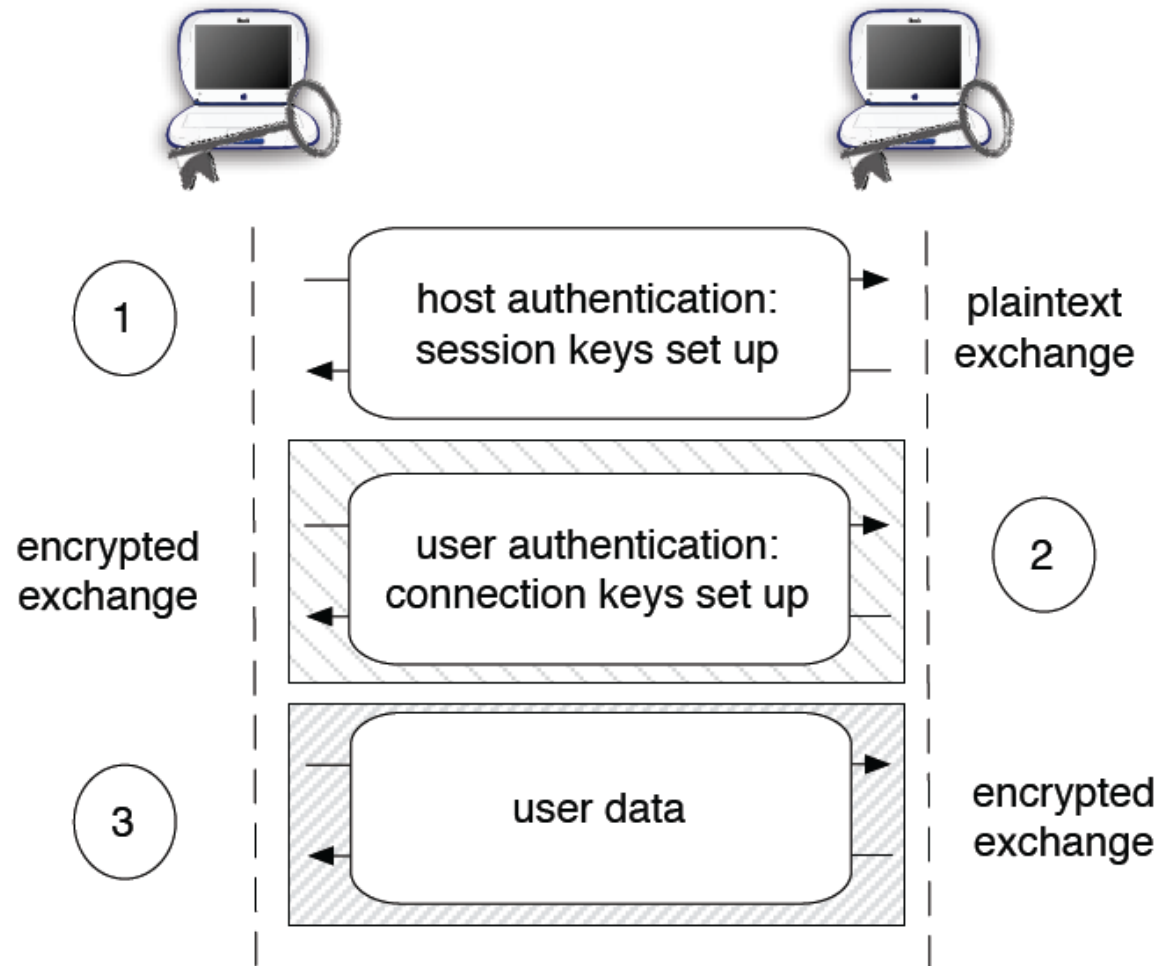 1
host authentication:
session keys set up
plaintext
exchange
encrypted
exchange
user authentication:
connection keys set up
2
3
user data
encrypted
exchange